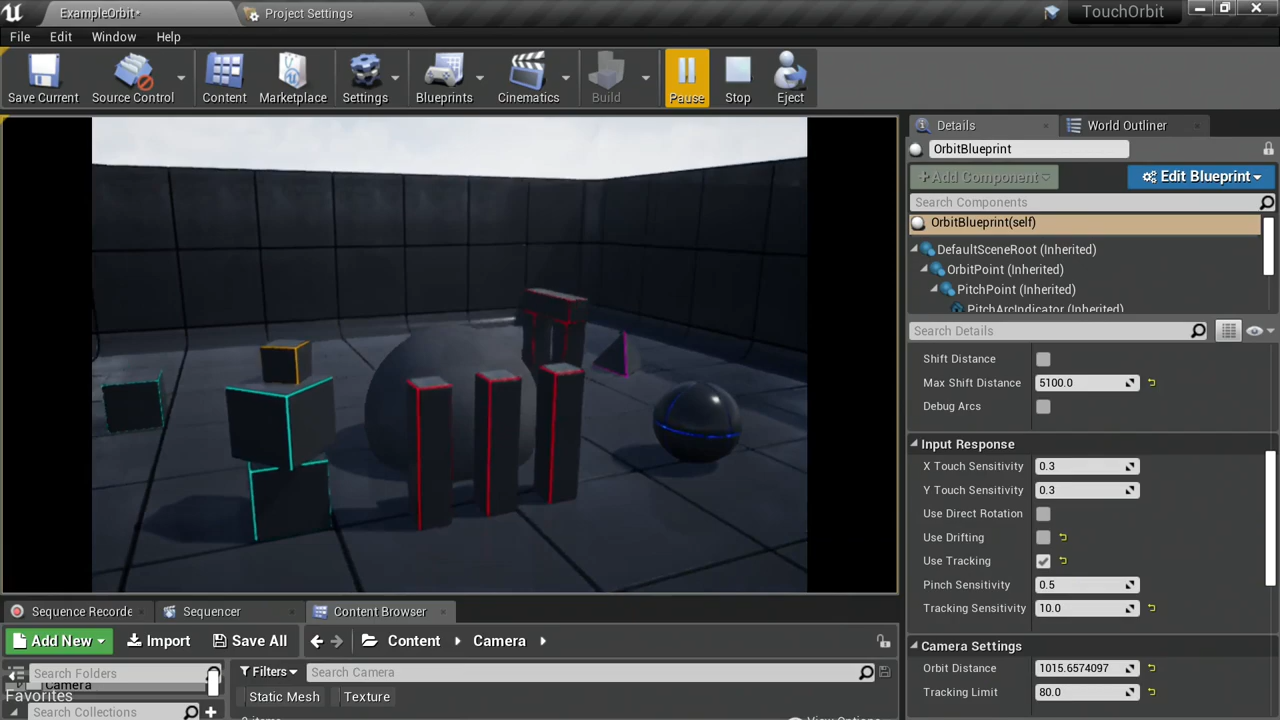 ExampleOrbit*
Project Settings
TouchOrbit
File Edit Window Help
Save Current
Source Control
Content
Marketplace
Settings
Blueprints
Cinematics
Build
Pause
Stop
Eject
Details
World Outliner
OrbitBlueprint
+Add Component
Edit Blueprint
Search Components
OrbitBlueprint(self)
DefaultSceneRoot (Inherited)
OrbitPoint (Inherited)
PitchPoint (Inherited)
PitchArcIndicator (Inherited)
Search Details
Shift Distance
Max Shift Distance 5100.0
Debug Arcs
Input Response
X Touch Sensitivity 0.3
Y Touch Sensitivity 0.3
Use Direct Rotation
Use Drifting
Use Tracking
Pinch Sensitivity 0.5
Tracking Sensitivity 10.0
Camera Settings
Orbit Distance 1015.6574097
Tracking Limit 80.0
Sequence Recorde
Sequencer
Content Browser
Add New
Import
Save All
Content
Camera
Search Folders
Filters
Search Camera
Camera
Favorites
Static Mesh
Texture
Search Collections
View Options